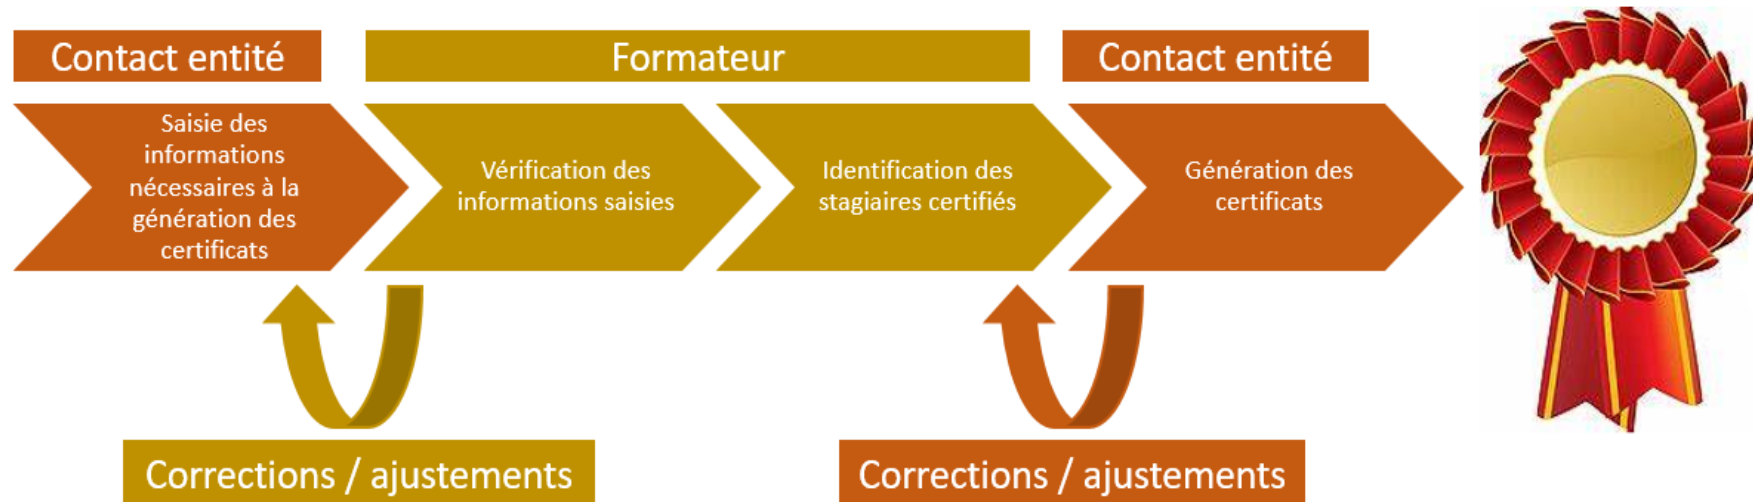 Contact entité
Formateur
Contact entité
Saisie des
informations
nécessaires à la
génération des
certificats
Vérification des
informations saisies
Identification des
stagiaires certifiés
Génération des
certificats
Corrections / ajustements
Corrections / ajustements